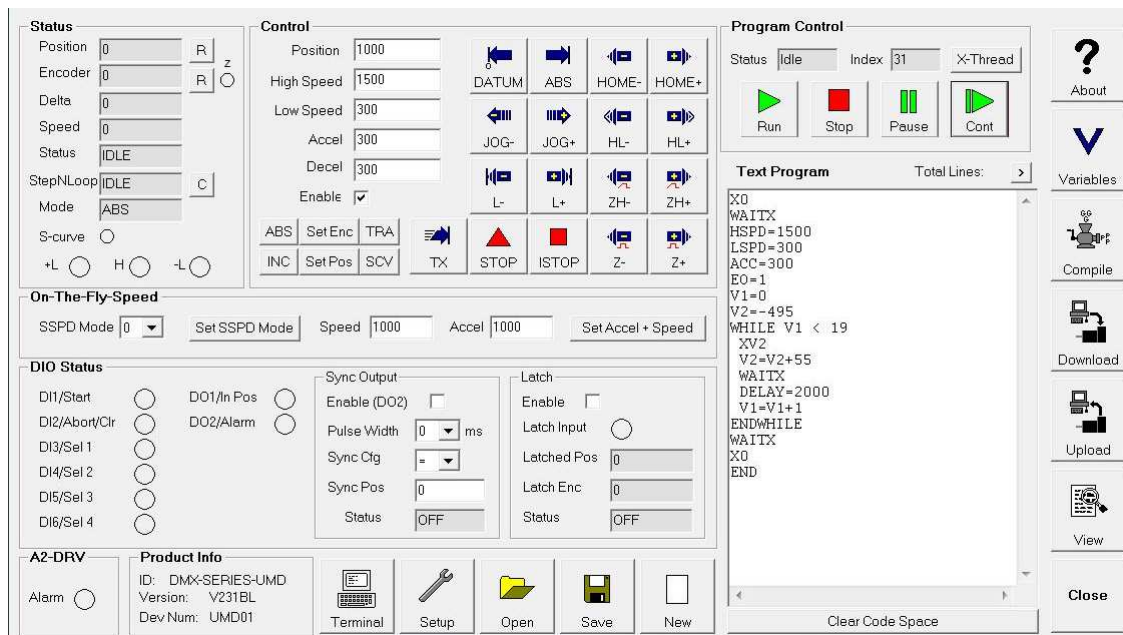 Status
Position 0 R
Encoder 0 R Z
Delta 0
Speed 0
Status IDLE
StepNLoop IDLE C
Mode ABS
S-curve
+L H -L
Control
Position 1000
High Speed 1500
Low Speed 300
Accel 300
Decel 300
Enable
ABS Set Enc TRA
INC Set Pos SCV
DATUM ABS HOME- HOME+
JOG- JOG+ HL- HL+
L- L+ ZH- ZH+
TX STOP ISTOP Z- Z+
Program Control
Status Idle Index 31 X-Thread
Run Stop Pause Cont
Text Program Total Lines: >
X0
WAITX
HSPD=1500
LSPD=300
ACC=300
EO=1
V1=0
V2=-495
WHILE V1 < 19
XV2
V2=V2+55
WAITX
DELAY=2000
V1=V1+1
ENDWHILE
WAITX
X0
END
Clear Code Space
About
Variables
Compile
Download
Upload
View
Close
On-The-Fly-Speed
SSPD Mode 0 Set SSPD Mode Speed 1000 Accel 1000 Set Accel + Speed
DIO Status
DI1/Start DO1/In Pos
DI2/Abort/Clr DO2/Alarm
DI3/Sel 1
DI4/Sel 2
DI5/Sel 3
DI6/Sel 4
Sync Output
Enable (DO2)
Pulse Width 0 ms
Sync Cfg =
Sync Pos 0
Status OFF
Latch
Enable
Latch Input
Latched Pos 0
Latch Enc 0
Status OFF
A2-DRV
Alarm
Product Info
ID: DMX-SERIES-UMD
Version: V231BL
Dev Num: UMD01
Terminal Setup Open Save New